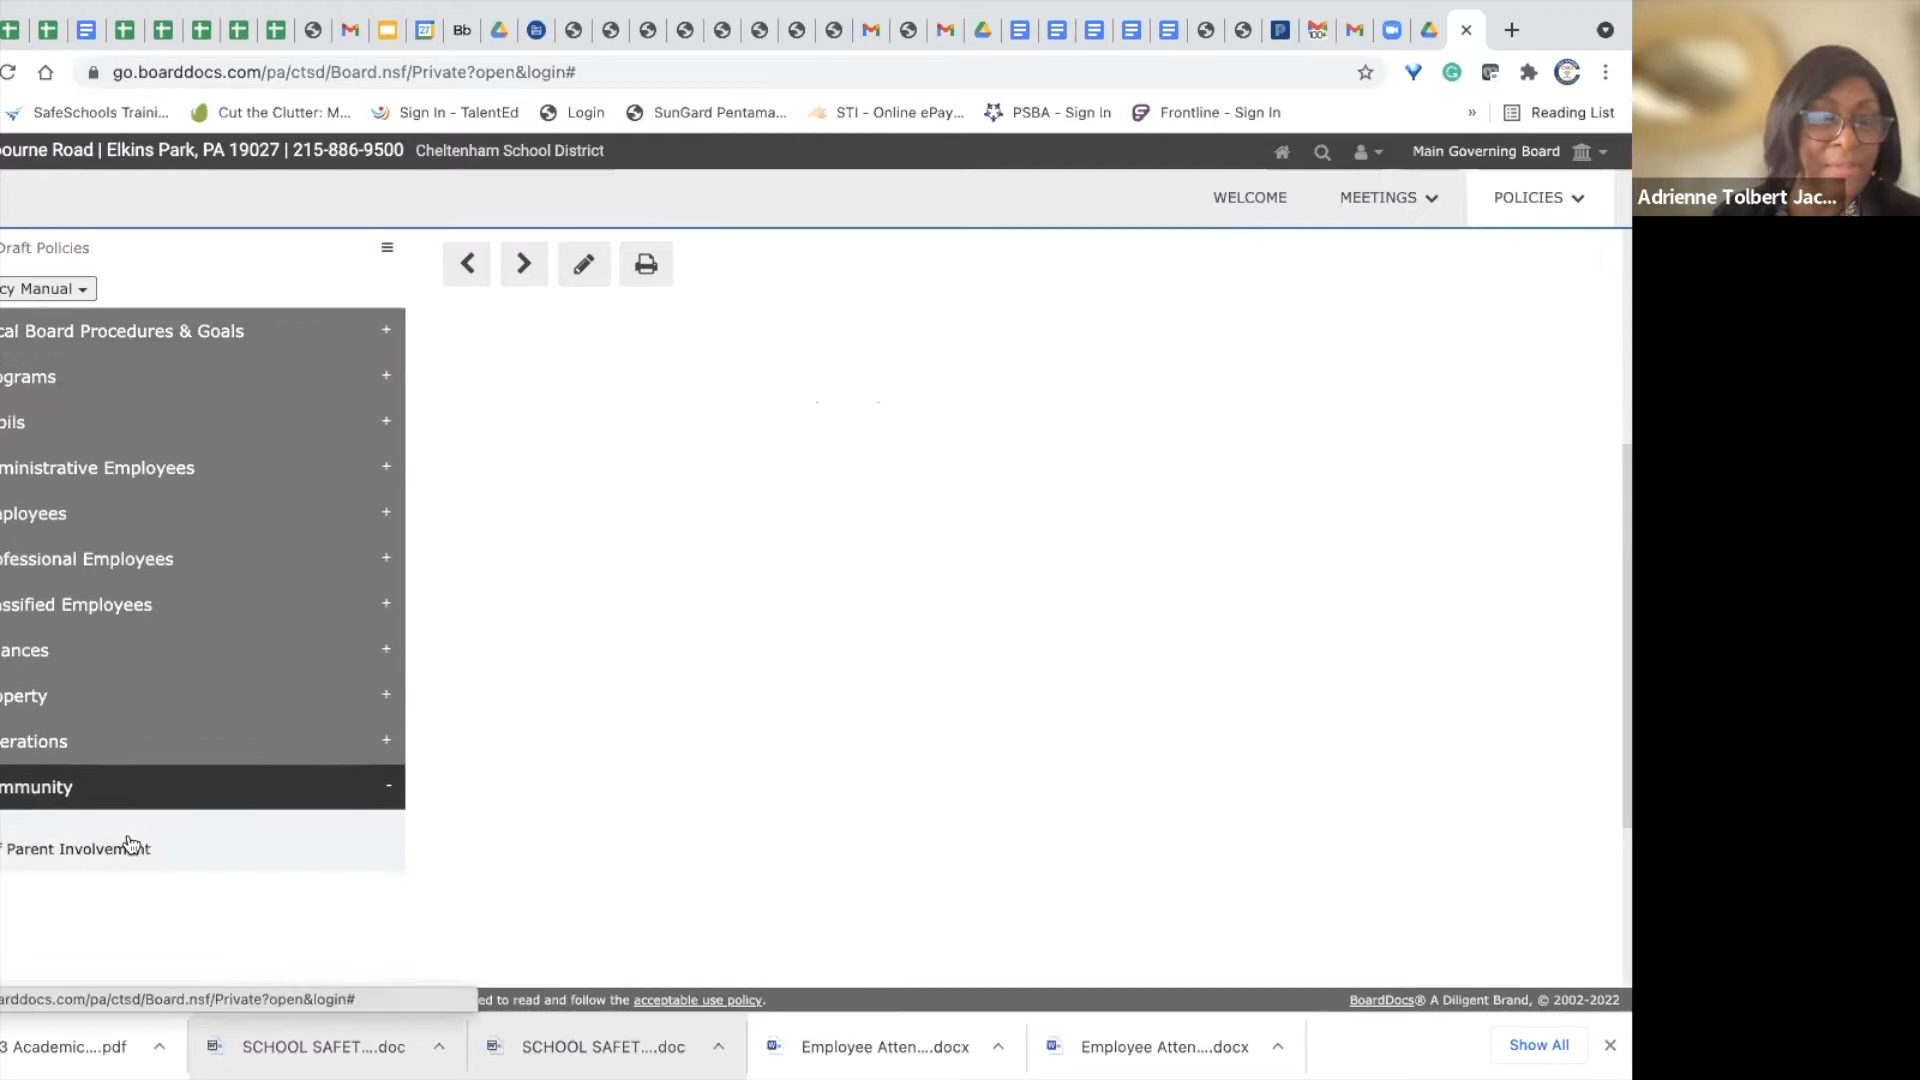 27
Bb
P
100+
go.boarddocs.com/pa/ctsd/Board.nsf/Private?open&login#
SafeSchools Traini... Cut the Clutter: M... Sign In - TalentEd Login SunGard Pentama... STI - Online ePay... PSBA - Sign In Frontline - Sign In » Reading List
ourne Road | Elkins Park, PA 19027 | 215-886-9500 Cheltenham School District Main Governing Board
WELCOME MEETINGS POLICIES
Draft Policies
cy Manual
cal Board Procedures & Goals +
ograms +
pils +
ministrative Employees +
ployees +
ofessional Employees +
assified Employees +
ances +
operty +
erations +
mmunity -
Parent Involvement
arddocs.com/pa/ctsd/Board.nsf/Private?open&login# ed to read and follow the acceptable use policy. BoardDocs® A Diligent Brand, © 2002-2022
3 Academic....pdf SCHOOL SAFET....doc SCHOOL SAFET....doc Employee Atten....docx Employee Atten....docx Show All
Adrienne Tolbert Jac...